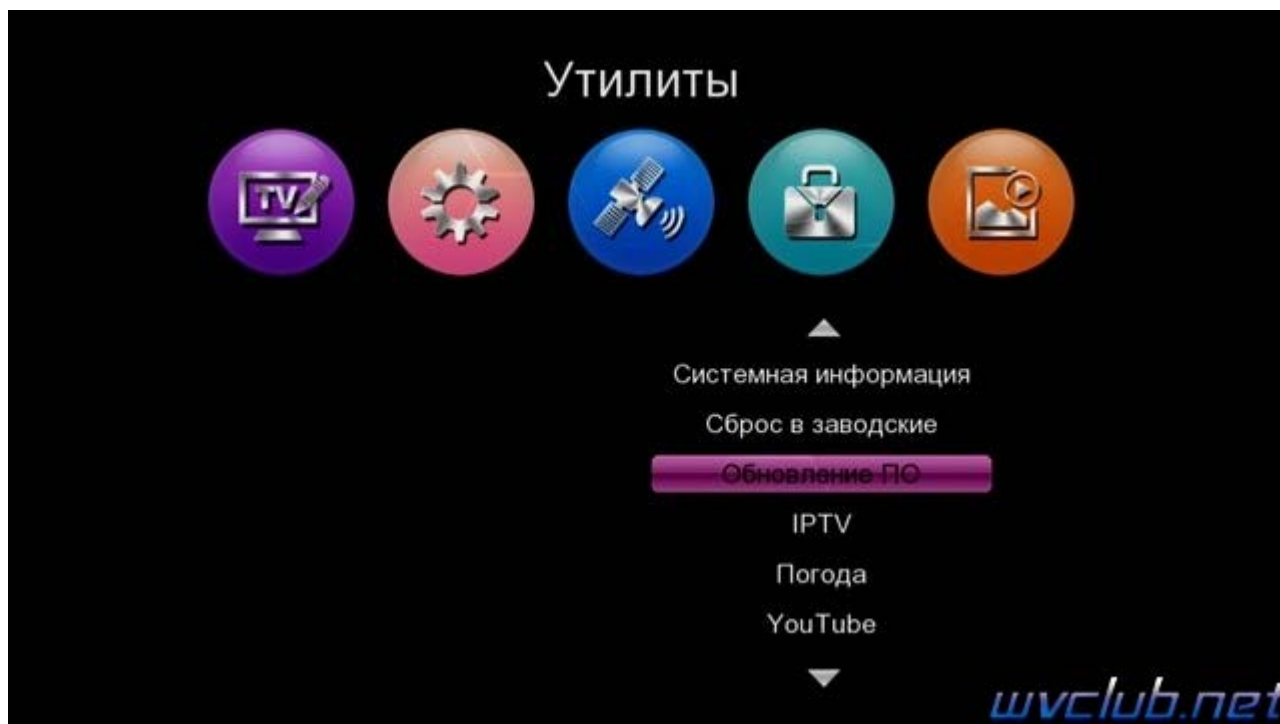 Утилиты
TV
Системная информация
Сброс в заводские
Обновление ПО
IPTV
Погода
YouTube
wvclub.net